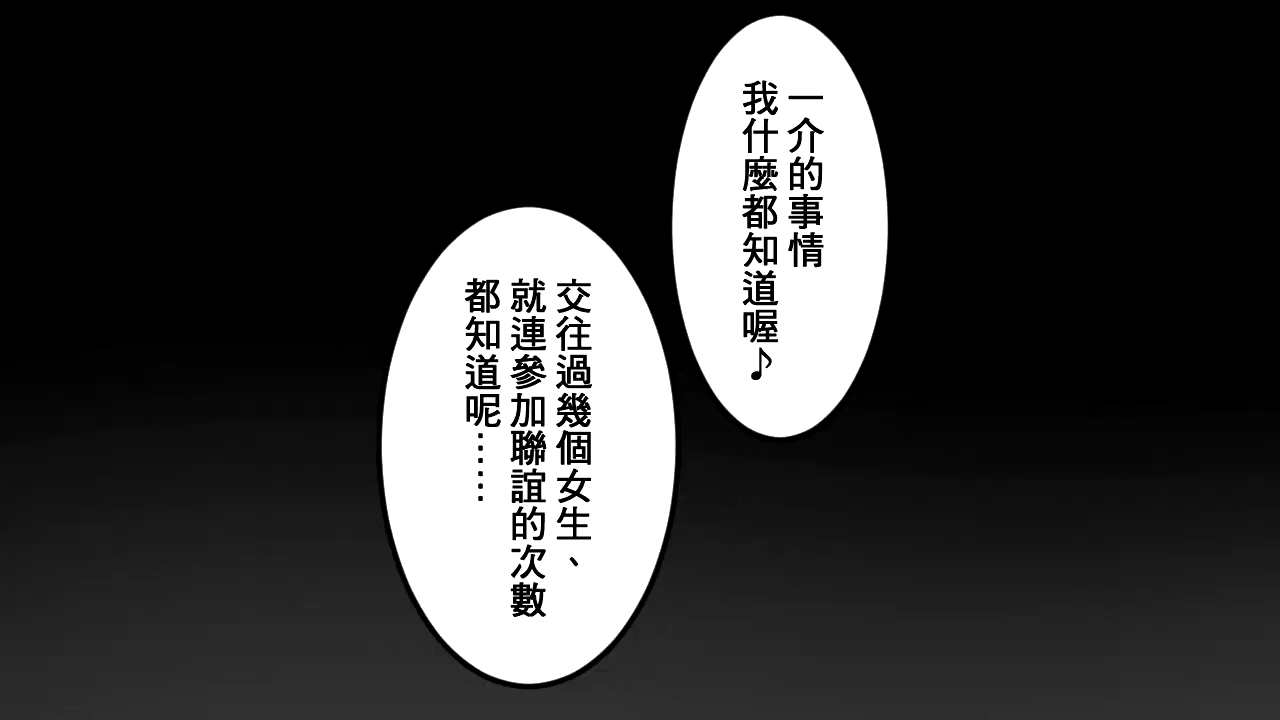 一介的事情
我什麼都知道喔♪
交往過幾個女生、
就連參加聯誼的次數
都知道呢……